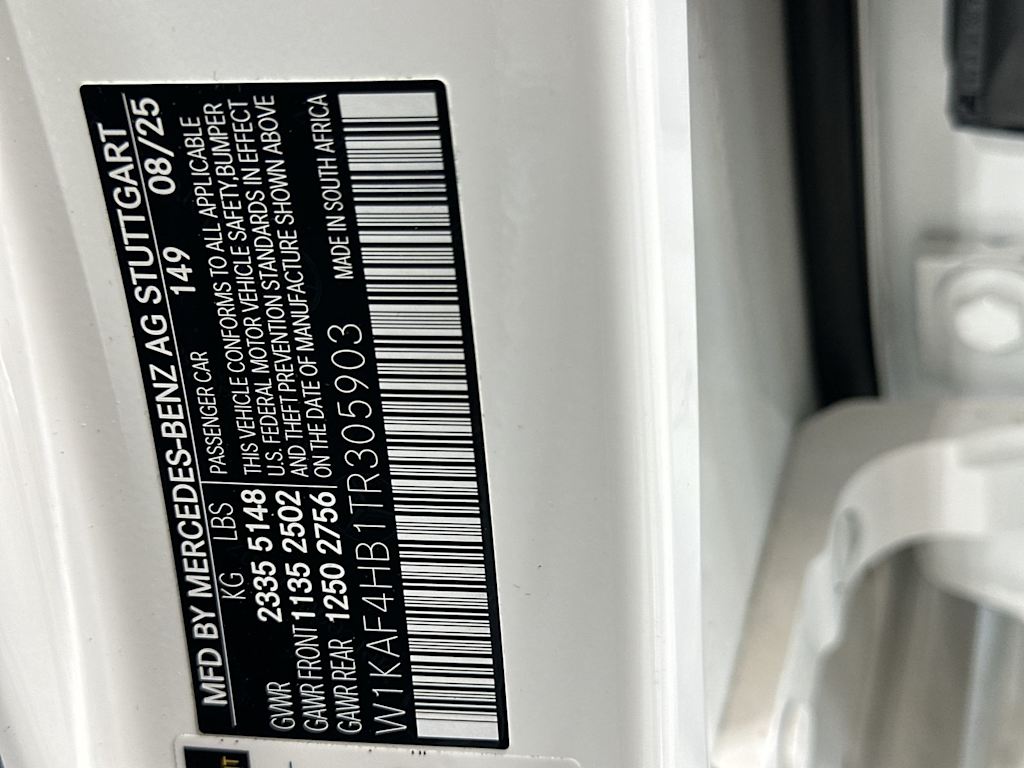 MFD BY MERCEDES-BENZ AG STUTTGART
149 08/25
KG LBS
GVWR 2335 5148
GAWR FRONT 1135 2502
GAWR REAR 1250 2756
PASSENGER CAR
THIS VEHICLE CONFORMS TO ALL APPLICABLE
U.S. FEDERAL MOTOR VEHICLE SAFETY,BUMPER
AND THEFT PREVENTION STANDARDS IN EFFECT
ON THE DATE OF MANUFACTURE SHOWN ABOVE
MADE IN SOUTH AFRICA
W1KAF4HB1TR305903